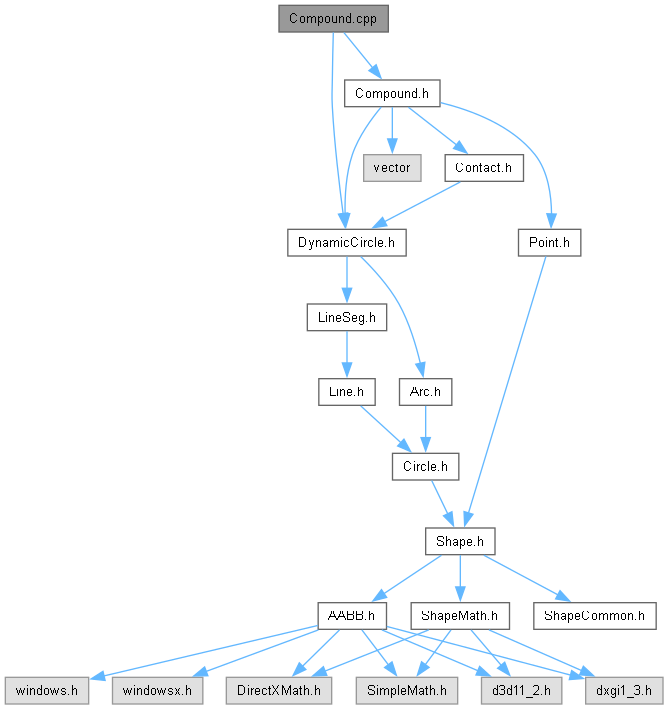 Compound.cpp
Compound.h
vector
Contact.h
DynamicCircle.h
Point.h
LineSeg.h
Line.h
Arc.h
Circle.h
Shape.h
AABB.h
ShapeMath.h
ShapeCommon.h
windows.h
windowsx.h
DirectXMath.h
SimpleMath.h
d3d11_2.h
dxgi1_3.h